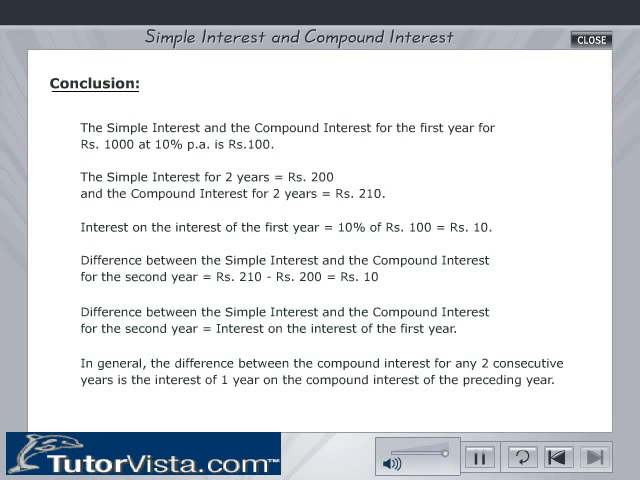 Simple Interest and Compound Interest
CLOSE
Conclusion:
The Simple Interest and the Compound Interest for the first year for
Rs. 1000 at 10% p.a. is Rs.100.
The Simple Interest for 2 years = Rs. 200
and the Compound Interest for 2 years = Rs. 210.
Interest on the interest of the first year = 10% of Rs. 100 = Rs. 10.
Difference between the Simple Interest and the Compound Interest
for the second year = Rs. 210 - Rs. 200 = Rs. 10
Difference between the Simple Interest and the Compound Interest
for the second year = Interest on the interest of the first year.
In general, the difference between the compound interest for any 2 consecutive
years is the interest of 1 year on the compound interest of the preceding year.
TutorVista.com™